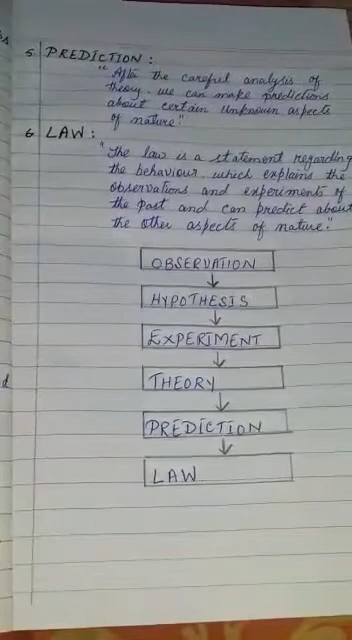 5 PREDICTION :
"After the careful analysis of
theory. we can make predictions
about certain unknown aspects
of nature."
6 LAW :
"The law is a statement regarding
the behaviour. which explains the
observations and experiments of
the past and can predict about
the other aspects of nature."
OBSERVATION
HYPOTHESIS
EXPERIMENT
THEORY
PREDICTION
LAW